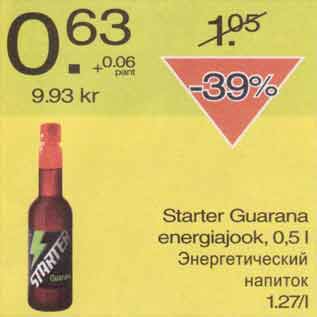 0.63
+0.06
pant
9.93 kr
1.05
-39%
STARTER
Guarana
Starter Guarana
energiajook, 0,5 l
Энергетический
напиток
1.27/l